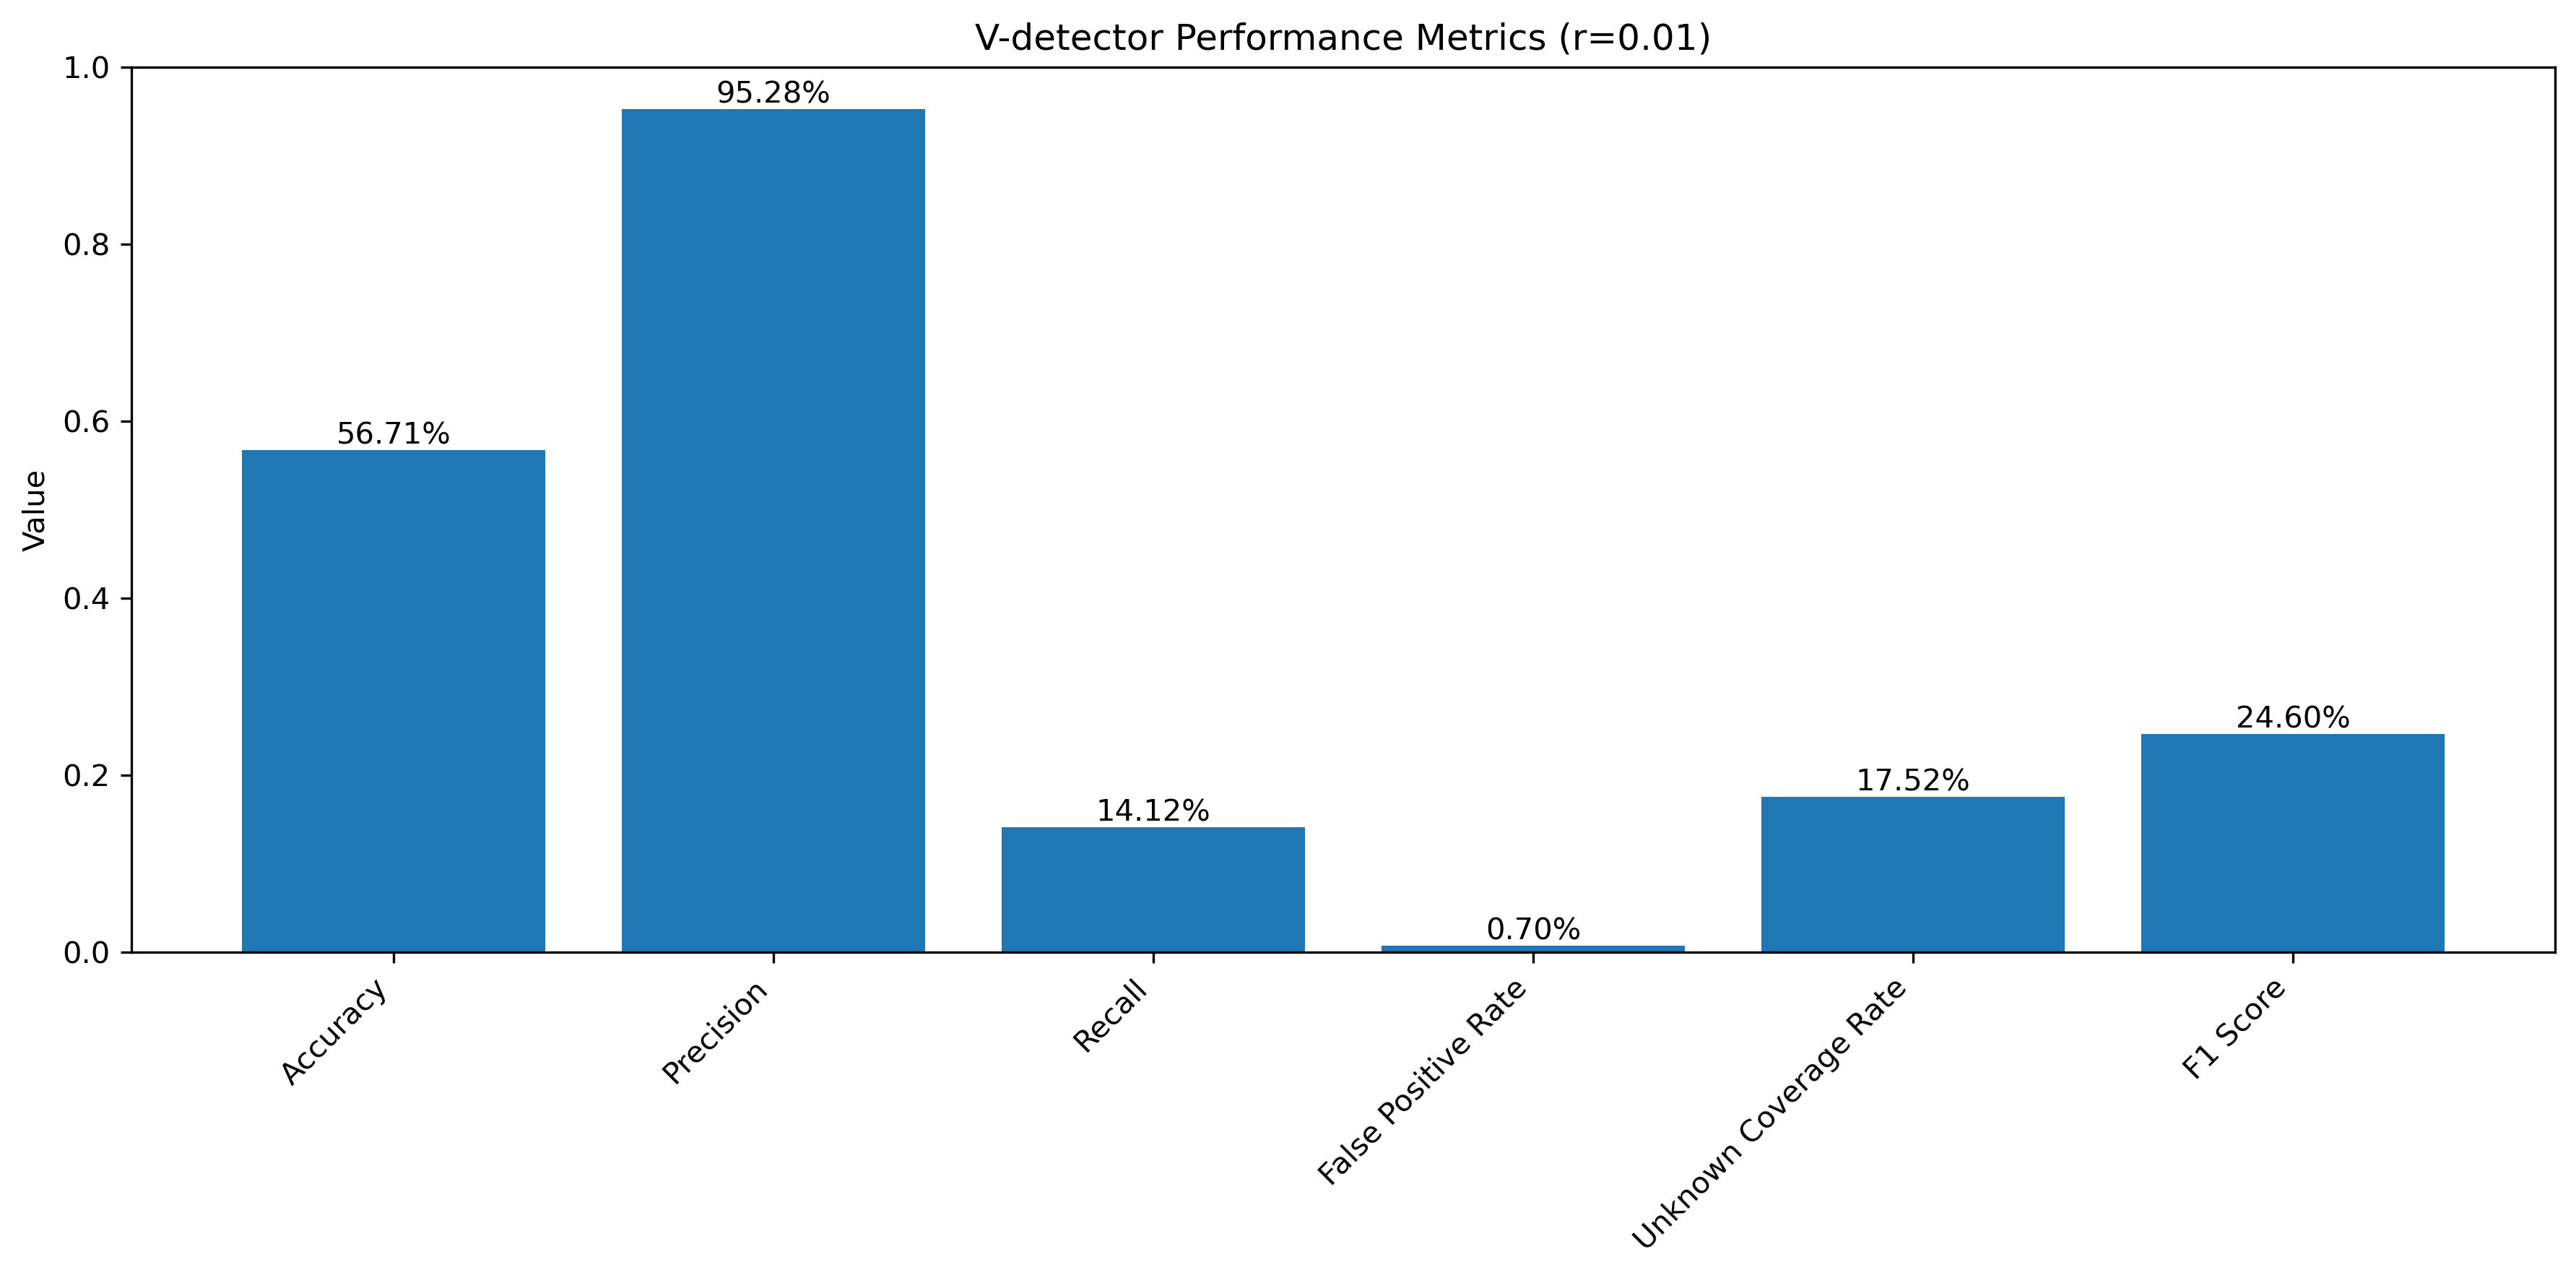 V-detector Performance Metrics (r=0.01)
1.0
0.8
0.6
0.4
0.2
0.0
Value
56.71%
95.28%
14.12%
0.70%
17.52%
24.60%
Accuracy
Precision
Recall
False Positive Rate
Unknown Coverage Rate
F1 Score